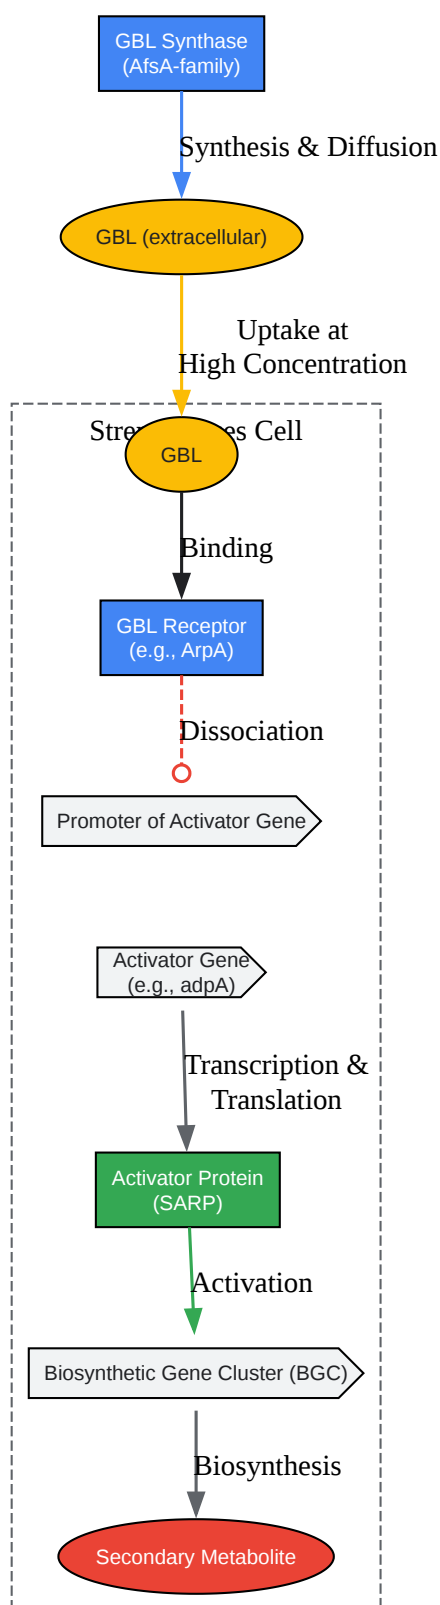 GBL Synthase
(AfsA-family)
Synthesis & Diffusion
GBL (extracellular)
Uptake at
High Concentration
Cell
GBL
Binding
GBL Receptor
(e.g., ArpA)
Dissociation
Promoter of Activator Gene
Activator Gene
(e.g., adpA)
Transcription &
Translation
Activator Protein
(SARP)
Activation
Biosynthetic Gene Cluster (BGC)
Biosynthesis
Secondary Metabolite